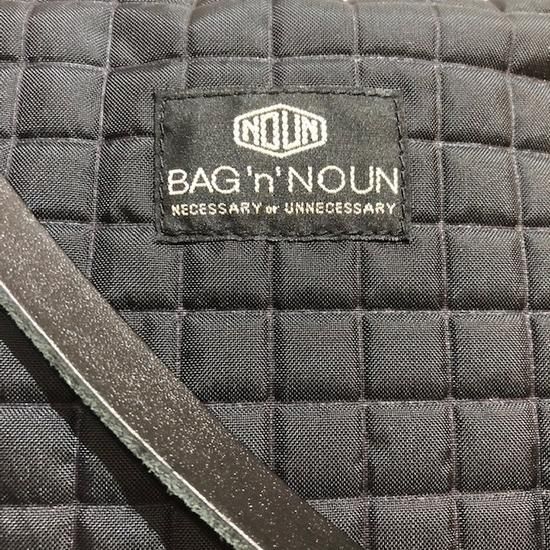 NOUN
BAG 'n' NOUN
NECESSARY or UNNECESSARY